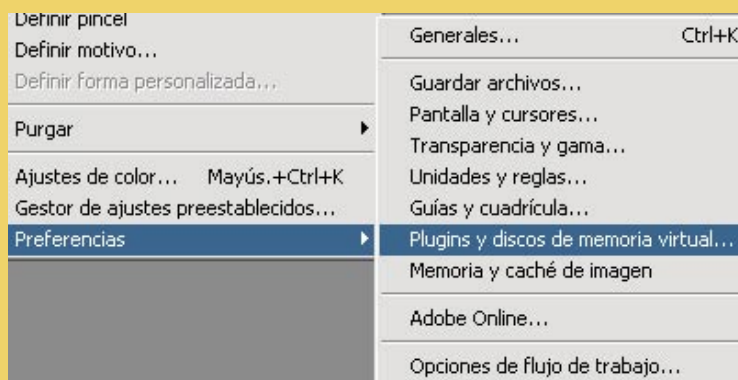 Definir pincel
Definir motivo...
Definir forma personalizada...
Purgar
Ajustes de color... Mayús.+Ctrl+K
Gestor de ajustes preestablecidos...
Preferencias
Generales... Ctrl+K
Guardar archivos...
Pantalla y cursores...
Transparencia y gama...
Unidades y reglas...
Guías y cuadrícula...
Plugins y discos de memoria virtual...
Memoria y caché de imagen
Adobe Online...
Opciones de flujo de trabajo...